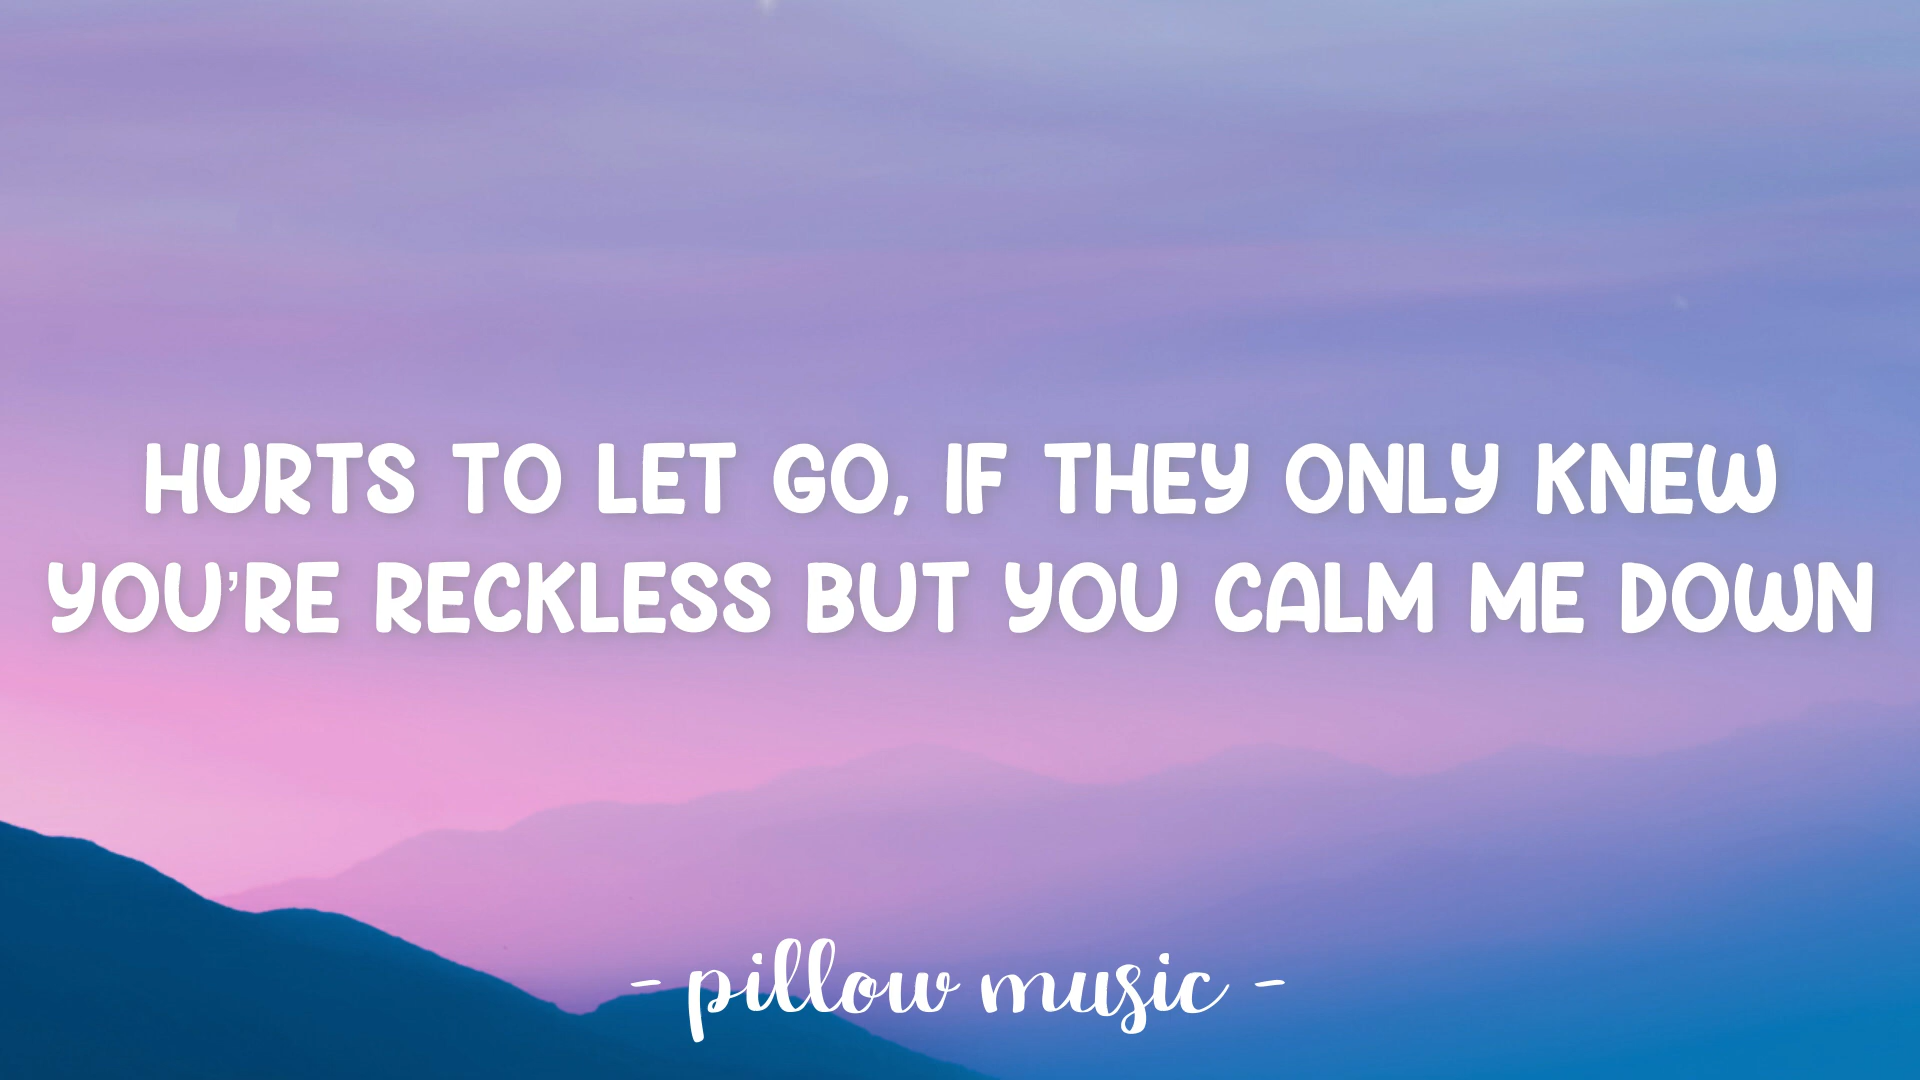 HURTS TO LET GO, IF THEY ONLY KNEW
YOU'RE RECKLESS BUT YOU CALM ME DOWN
- pillow music -